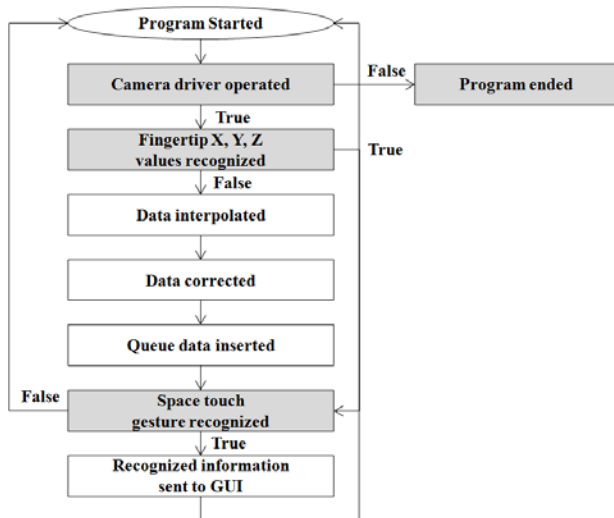 Program Started
Camera driver operated
False
Program ended
True
Fingertip X, Y, Z
values recognized
True
False
Data interpolated
Data corrected
Queue data inserted
False
Space touch
gesture recognized
True
Recognized information
sent to GUI